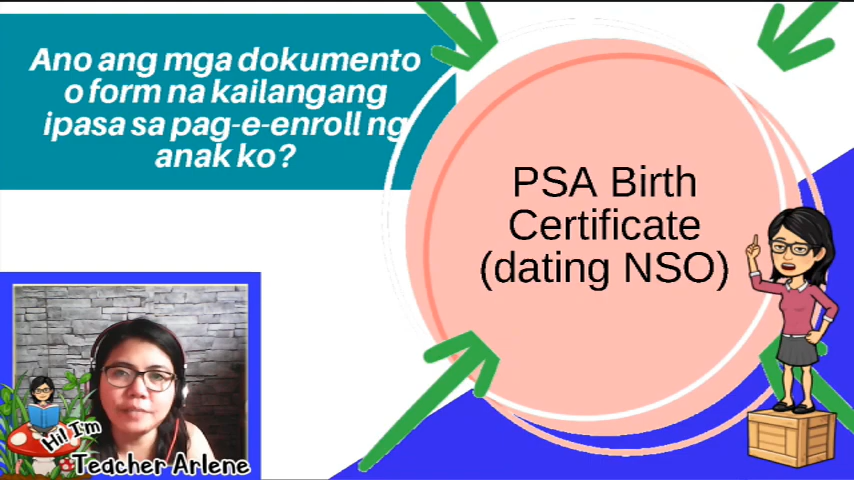 Ano ang mga dokumento
o form na kailangang
ipasa sa pag-e-enroll ng
anak ko?
PSA Birth
Certificate
(dating NSO)
Hi! I'm
Teacher Arlene